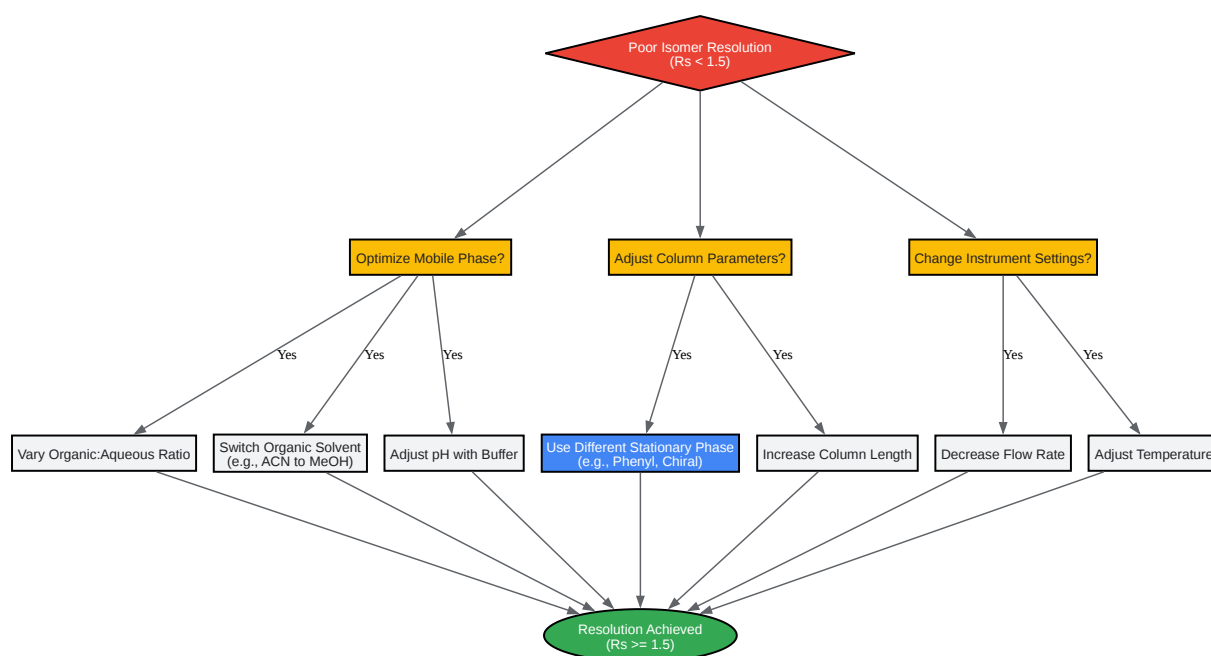 Poor Isomer Resolution
(Rs < 1.5)
Optimize Mobile Phase?
Adjust Column Parameters?
Change Instrument Settings?
Yes
Yes
Yes
Yes
Yes
Yes
Yes
Vary Organic:Aqueous Ratio
Switch Organic Solvent
(e.g., ACN to MeOH)
Adjust pH with Buffer
Use Different Stationary Phase
(e.g., Phenyl, Chiral)
Increase Column Length
Decrease Flow Rate
Adjust Temperature
Resolution Achieved
(Rs >= 1.5)